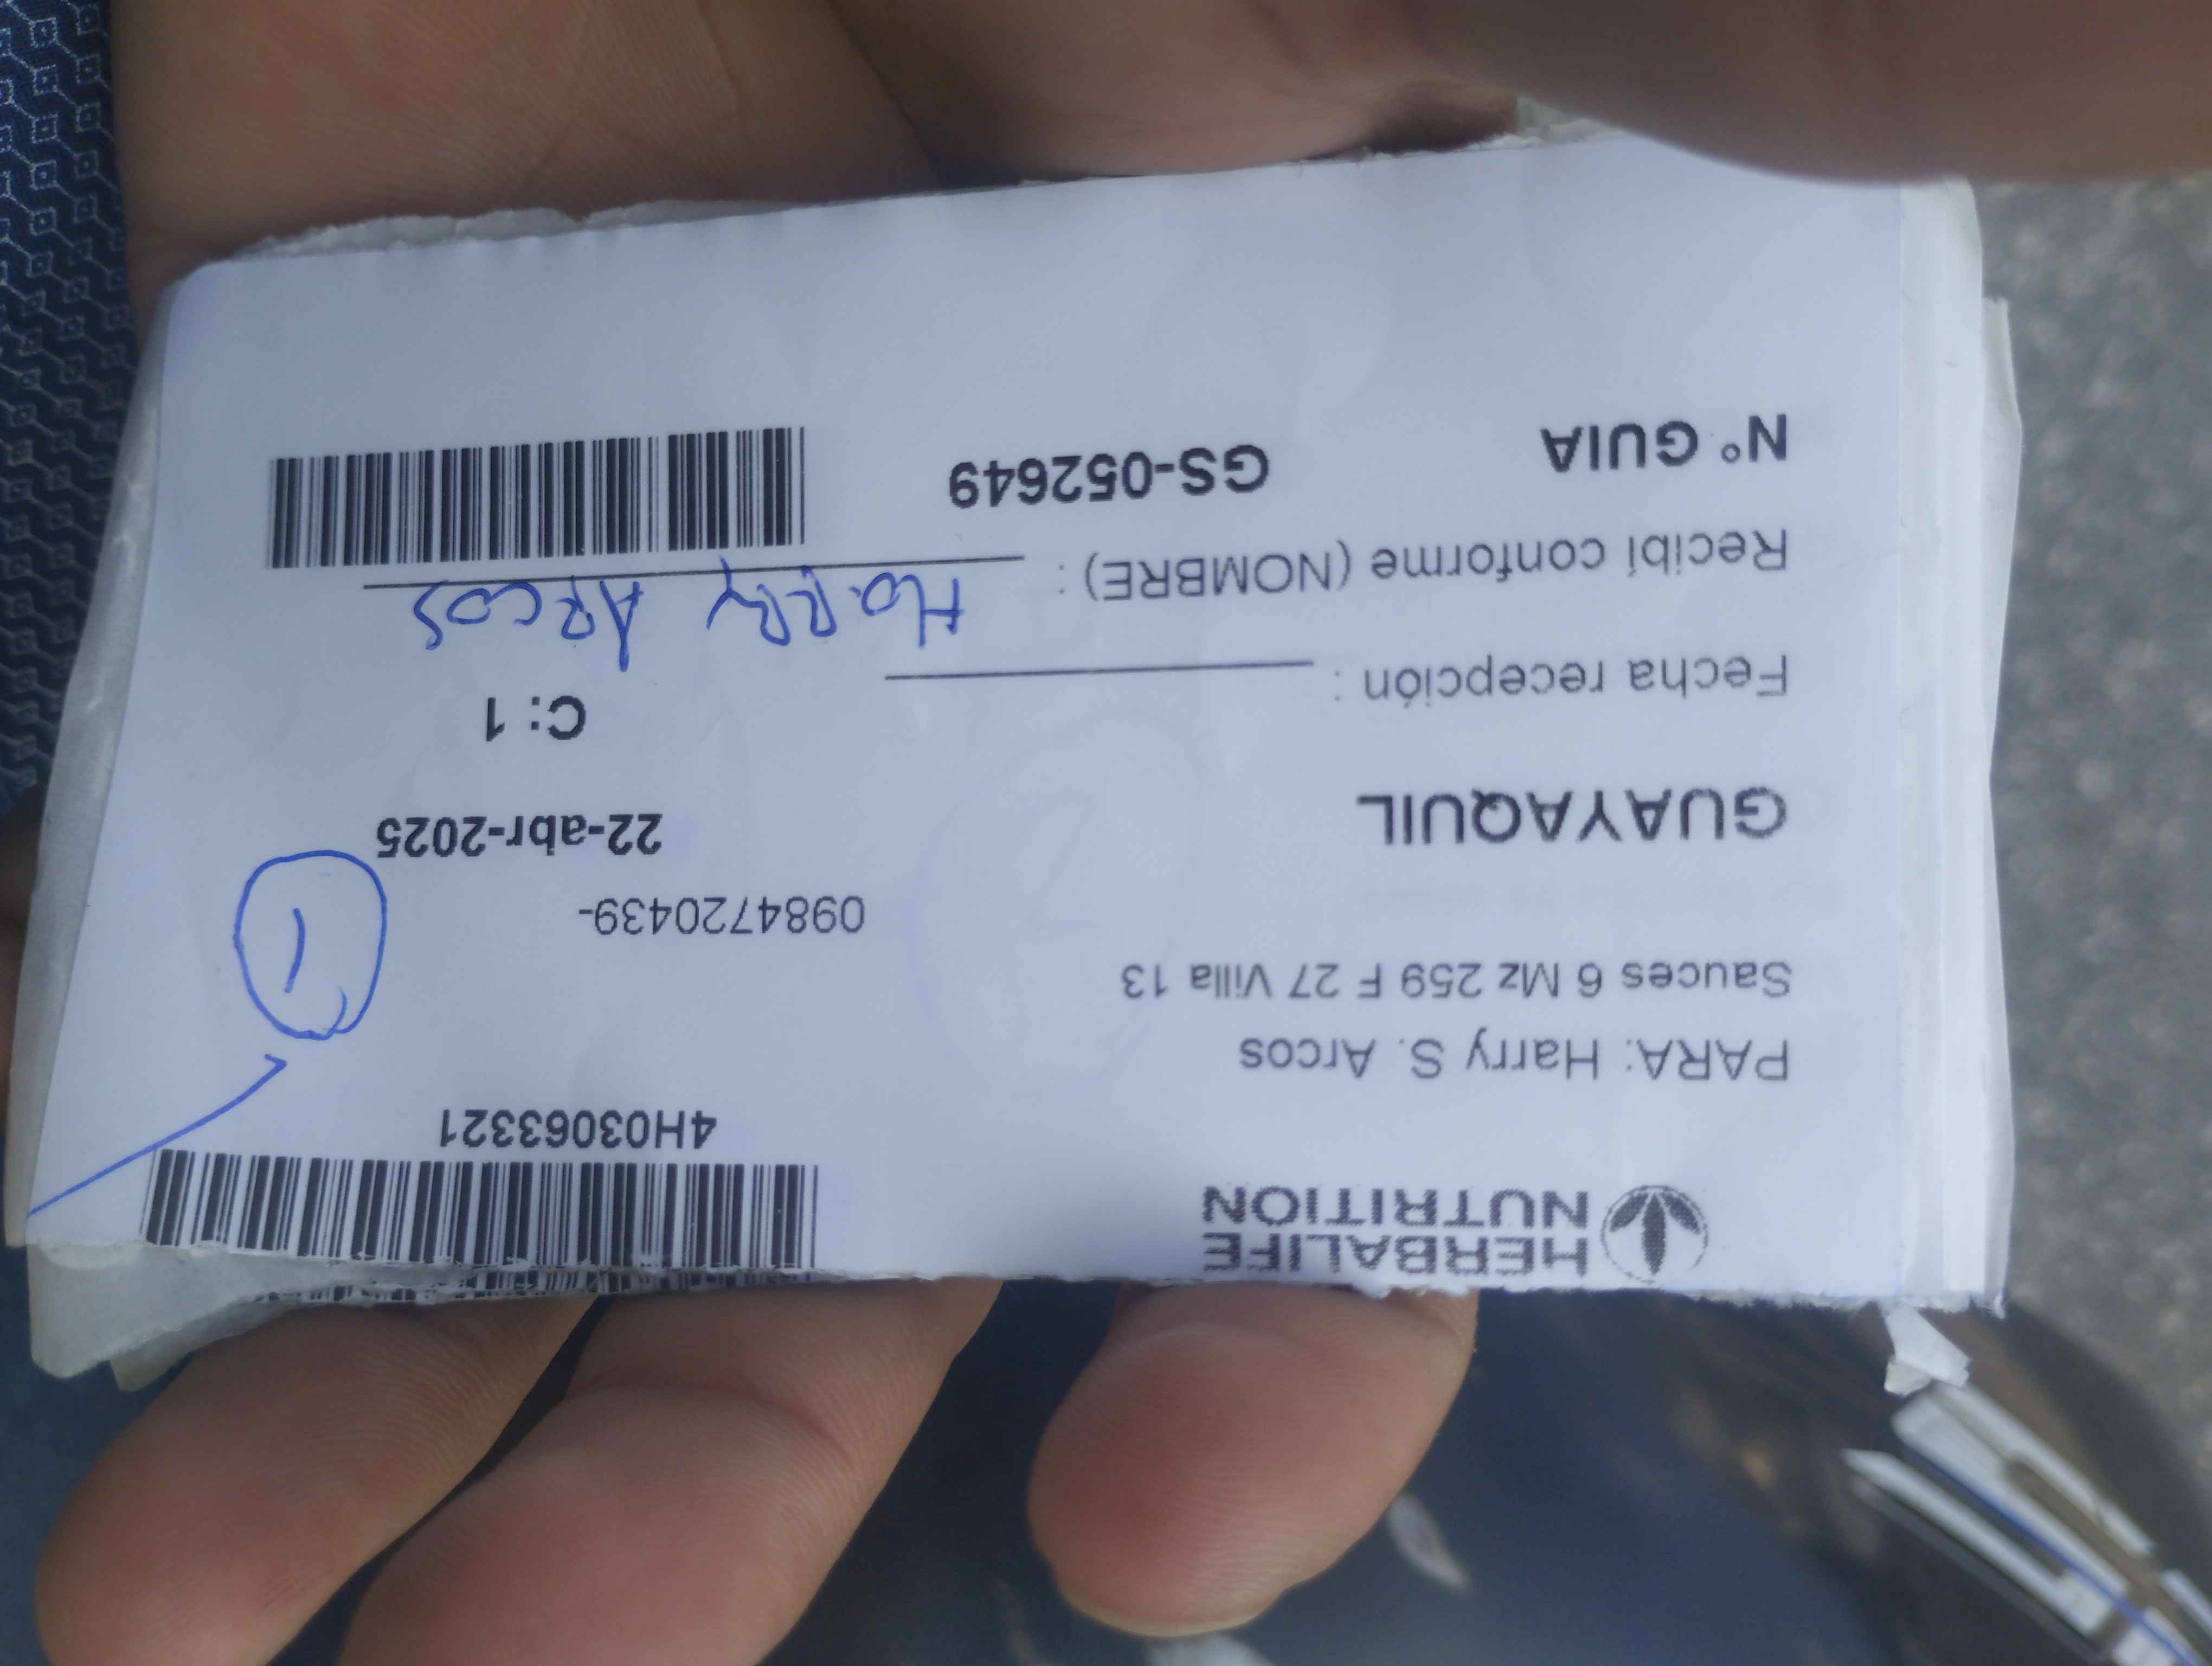 HERBALIFE
NUTRITION
4H03063321
PARA: Harry S. Arcos
Sauces 6 Mz 259 F 27 Villa 13
1
0984720439-
GUAYAQUIL
22-abr-2025
C: 1
Fecha recepción :
Recibí conforme (NOMBRE) : HaRRy ARCOS
N° GUIA GS-052649